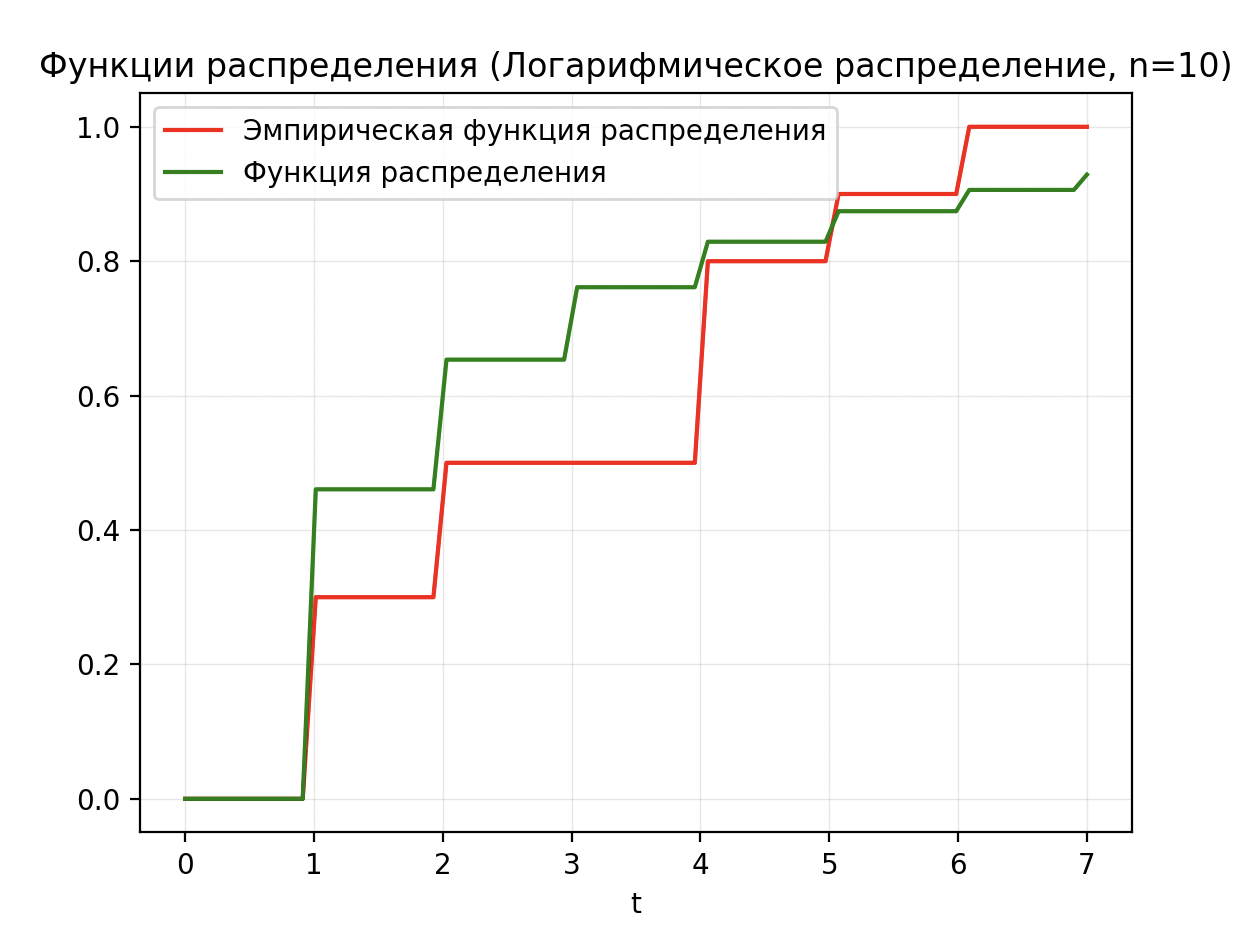 Функции распределения (Логарифмическое распределение, n=10)
Эмпирическая функция распределения
Функция распределения
1.0
0.8
0.6
0.4
0.2
0.0
0 1 2 3 4 5 6 7
t